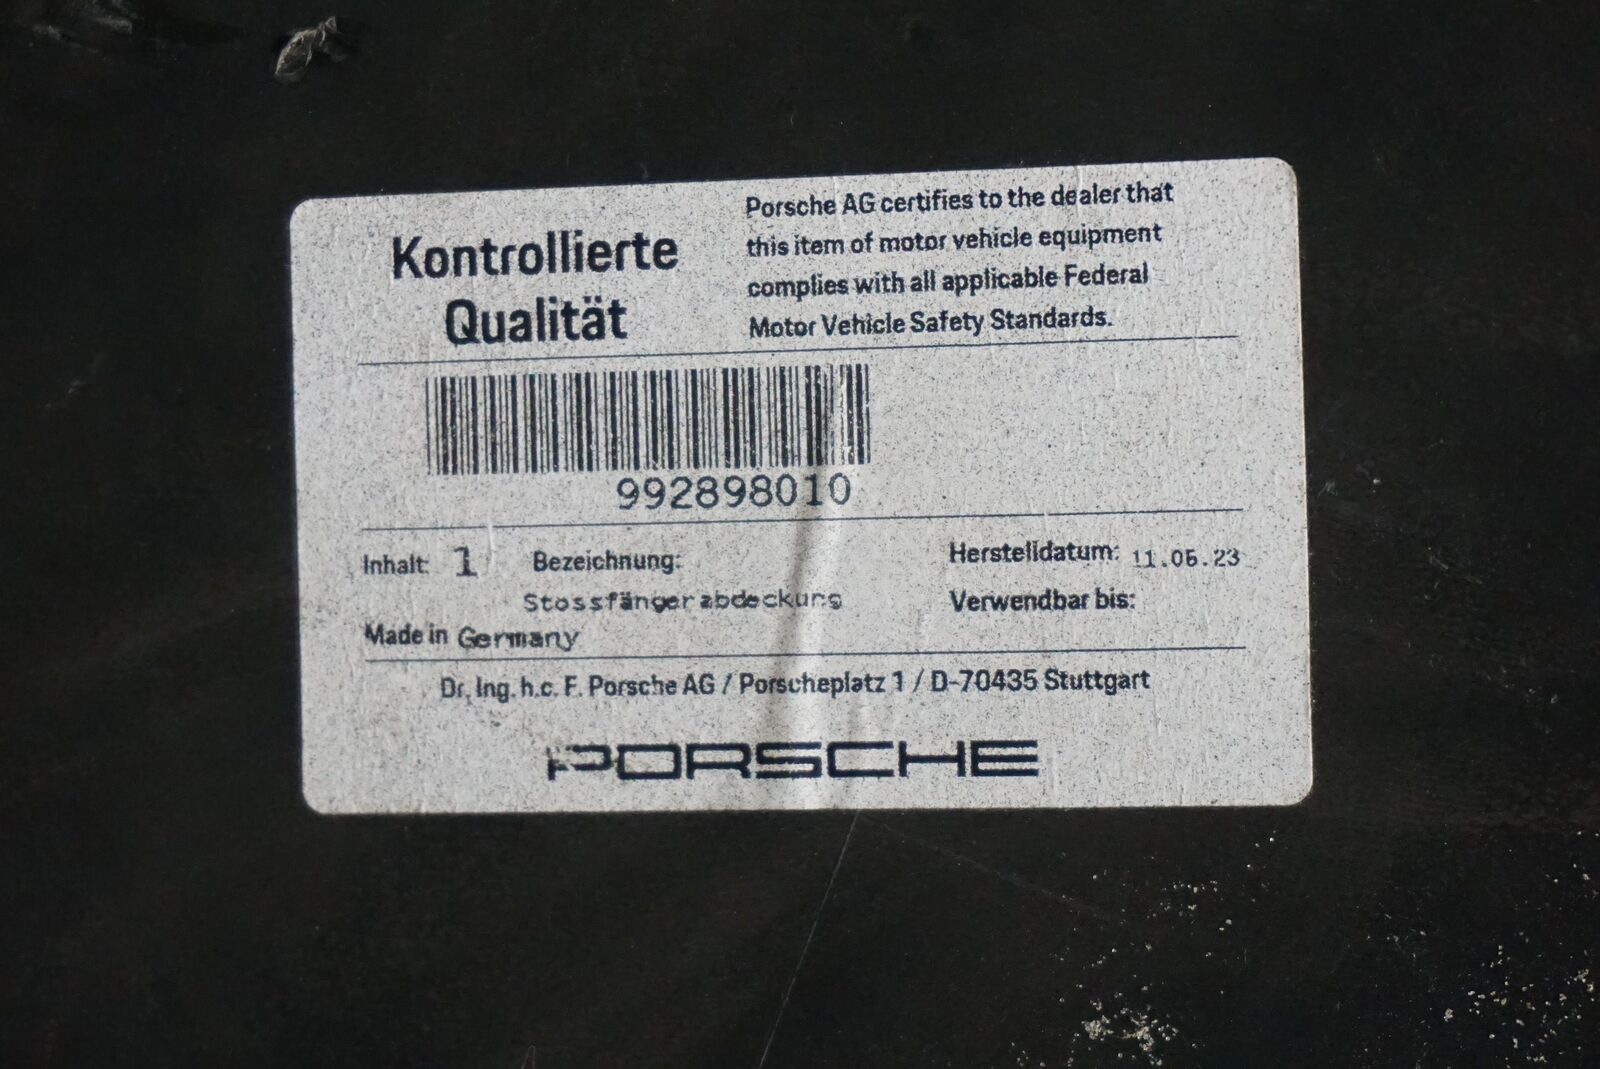 Kontrollierte
Qualität
Porsche AG certifies to the dealer that
this item of motor vehicle equipment
complies with all applicable Federal
Motor Vehicle Safety Standards.
992898010
Inhalt: 1 Bezeichnung: Herstelldatum: 11.05.23
Stossfängerabdeckung Verwendbar bis:
Made in Germany
Dr. Ing. h.c. F. Porsche AG / Porscheplatz 1 / D-70435 Stuttgart
PORSCHE